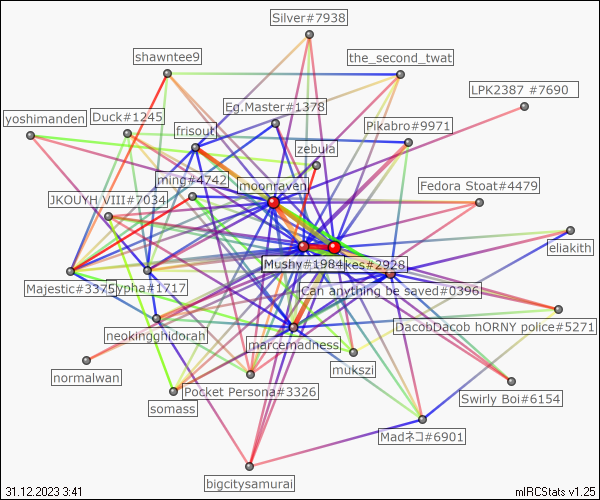 Silver#7938
shawntee9
the_second_twat
LPK2387 #7690
Eg.Master#1378
yoshimanden
Duck#1245
frisout
Pikabro#9971
zebula
ming#4742
moonraven
Fedora Stoat#4479
JKOUYH VIII#7034
eliakith
Mushy#1984
kes#2928
Majestic#3375
ypha#1717
Can anything be saved#0396
DacobDacob hORNY police#5271
neokingghidorah
marcemadness
mukszi
normalwan
Pocket Persona#3326
somass
Swirly Boi#6154
Madネコ#6901
bigcitysamurai
31.12.2023 3:41
mIRCStats v1.25